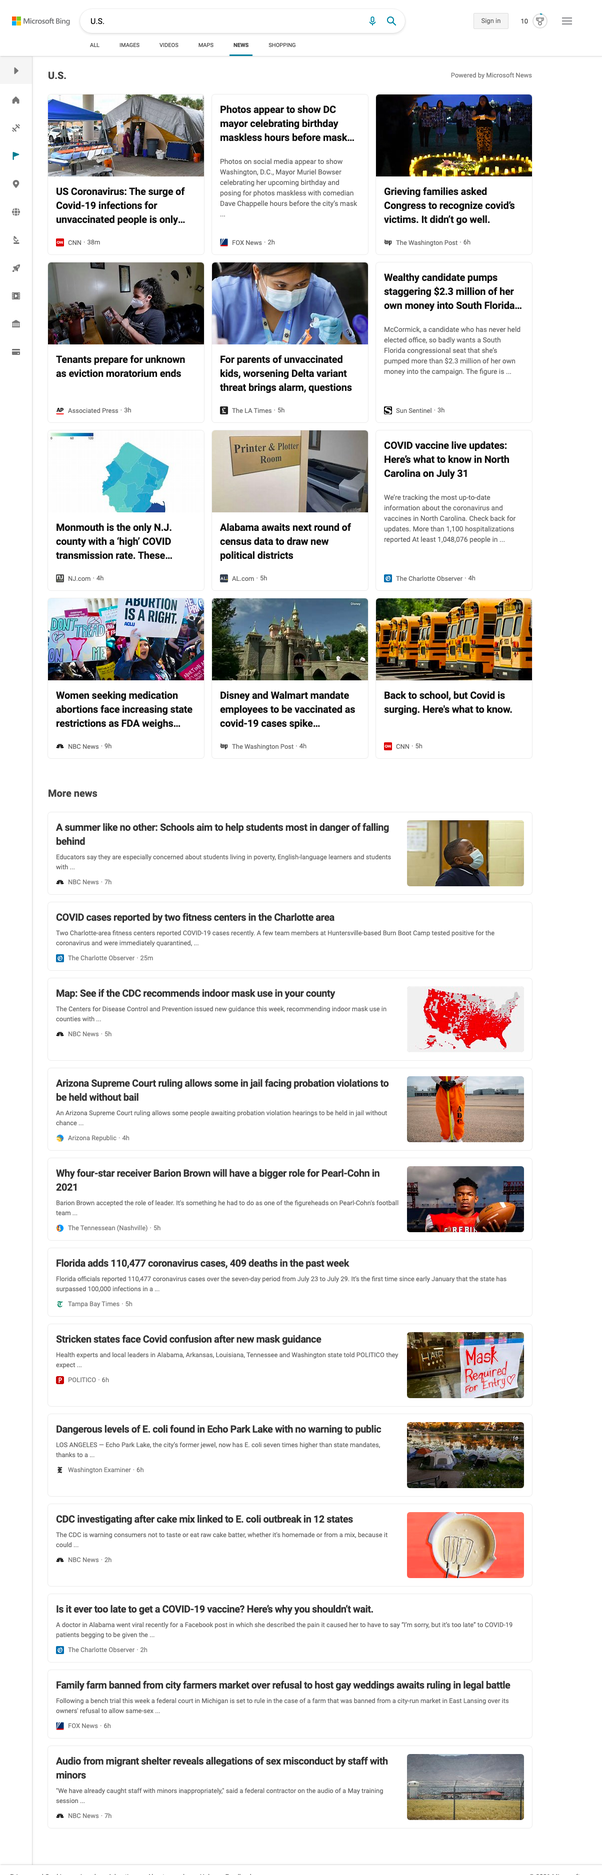 Microsoft Bing
U.S.
Sign in
10
ALL
IMAGES
VIDEOS
MAPS
NEWS
SHOPPING
U.S.
Powered by Microsoft News
US Coronavirus: The surge of
Covid-19 infections for
unvaccinated people is only...
CNN · 38m
Photos appear to show DC
mayor celebrating birthday
maskless hours before mask...
Photos on social media appear to show
Washington, D.C., Mayor Muriel Bowser
celebrating her upcoming birthday and
posing for photos maskless with comedian
Dave Chappelle hours before the city's mask
...
FOX News · 2h
Grieving families asked
Congress to recognize covid's
victims. It didn't go well.
wp The Washington Post · 6h
Tenants prepare for unknown
as eviction moratorium ends
AP Associated Press · 3h
For parents of unvaccinated
kids, worsening Delta variant
threat brings alarm, questions
The LA Times · 5h
Wealthy candidate pumps
staggering $2.3 million of her
own money into South Florida...
McCormick, a candidate who has never held
elected office, so badly wants a South
Florida congressional seat that she's
pumped more than $2.3 million of her own
money into the campaign. The figure is ...
Sun Sentinel · 3h
Monmouth is the only N.J.
county with a 'high' COVID
transmission rate. These...
NJ.com · 4h
Printer & Plotter
Room
Alabama awaits next round of
census data to draw new
political districts
AL.com · 5h
COVID vaccine live updates:
Here's what to know in North
Carolina on July 31
We're tracking the most up-to-date
information about the coronavirus and
vaccines in North Carolina. Check back for
updates. More than 1,100 hospitalizations
reported At least 1,048,076 people in ...
The Charlotte Observer · 4h
DON'T TREAD
ON ME
ABORTION
IS A RIGHT.
ACLU
Women seeking medication
abortions face increasing state
restrictions as FDA weighs...
NBC News · 9h
Disney and Walmart mandate
employees to be vaccinated as
covid-19 cases spike...
wp The Washington Post · 4h
Back to school, but Covid is
surging. Here's what to know.
CNN · 5h
More news
A summer like no other: Schools aim to help students most in danger of falling
behind
Educators say they are especially concerned about students living in poverty, English-language learners and students
with ...
NBC News · 7h
COVID cases reported by two fitness centers in the Charlotte area
Two Charlotte-area fitness centers reported COVID-19 cases recently. A few team members at Huntersville-based Burn Boot Camp tested positive for the
coronavirus and were immediately quarantined, ...
The Charlotte Observer · 25m
Map: See if the CDC recommends indoor mask use in your county
The Centers for Disease Control and Prevention issued new guidance this week, recommending indoor mask use in
counties with ...
NBC News · 5h
Arizona Supreme Court ruling allows some in jail facing probation violations to
be held without bail
An Arizona Supreme Court ruling allows some people awaiting probation violation hearings to be held in jail without
chance ...
Arizona Republic · 4h
Why four-star receiver Barion Brown will have a bigger role for Pearl-Cohn in
2021
Barion Brown accepted the role of leader. It's something he had to do as one of the figureheads on Pearl-Cohn's football
team ...
The Tennessean (Nashville) · 5h
Florida adds 110,477 coronavirus cases, 409 deaths in the past week
Florida officials reported 110,477 coronavirus cases over the seven-day period from July 23 to July 29. It's the first time since early January that the state has
surpassed 100,000 infections in a ...
Tampa Bay Times · 5h
Stricken states face Covid confusion after new mask guidance
Health experts and local leaders in Alabama, Arkansas, Louisiana, Tennessee and Washington state told POLITICO they
expect ...
P POLITICO · 6h
HAIR
Mask
Required
For Entry
Dangerous levels of E. coli found in Echo Park Lake with no warning to public
LOS ANGELES — Echo Park Lake, the city's former jewel, now has E. coli seven times higher than state mandates,
thanks to a ...
Washington Examiner · 6h
CDC investigating after cake mix linked to E. coli outbreak in 12 states
The CDC is warning consumers not to taste or eat raw cake batter, whether it's homemade or from a mix, because it
could ...
NBC News · 2h
Is it ever too late to get a COVID-19 vaccine? Here's why you shouldn't wait.
A doctor in Alabama went viral recently for a Facebook post in which she described the pain it caused her to have to say "I'm sorry, but it's too late" to COVID-19
patients begging to be given the ...
The Charlotte Observer · 2h
Family farm banned from city farmers market over refusal to host gay weddings awaits ruling in legal battle
Following a bench trial this week a federal court in Michigan is set to rule in the case of a farm that was banned from a city-run market in East Lansing over its
owners' refusal to allow same-sex ...
FOX News · 6h
Audio from migrant shelter reveals allegations of sex misconduct by staff with
minors
"We have already caught staff with minors inappropriately," said a federal contractor on the audio of a May training
session ...
NBC News · 7h